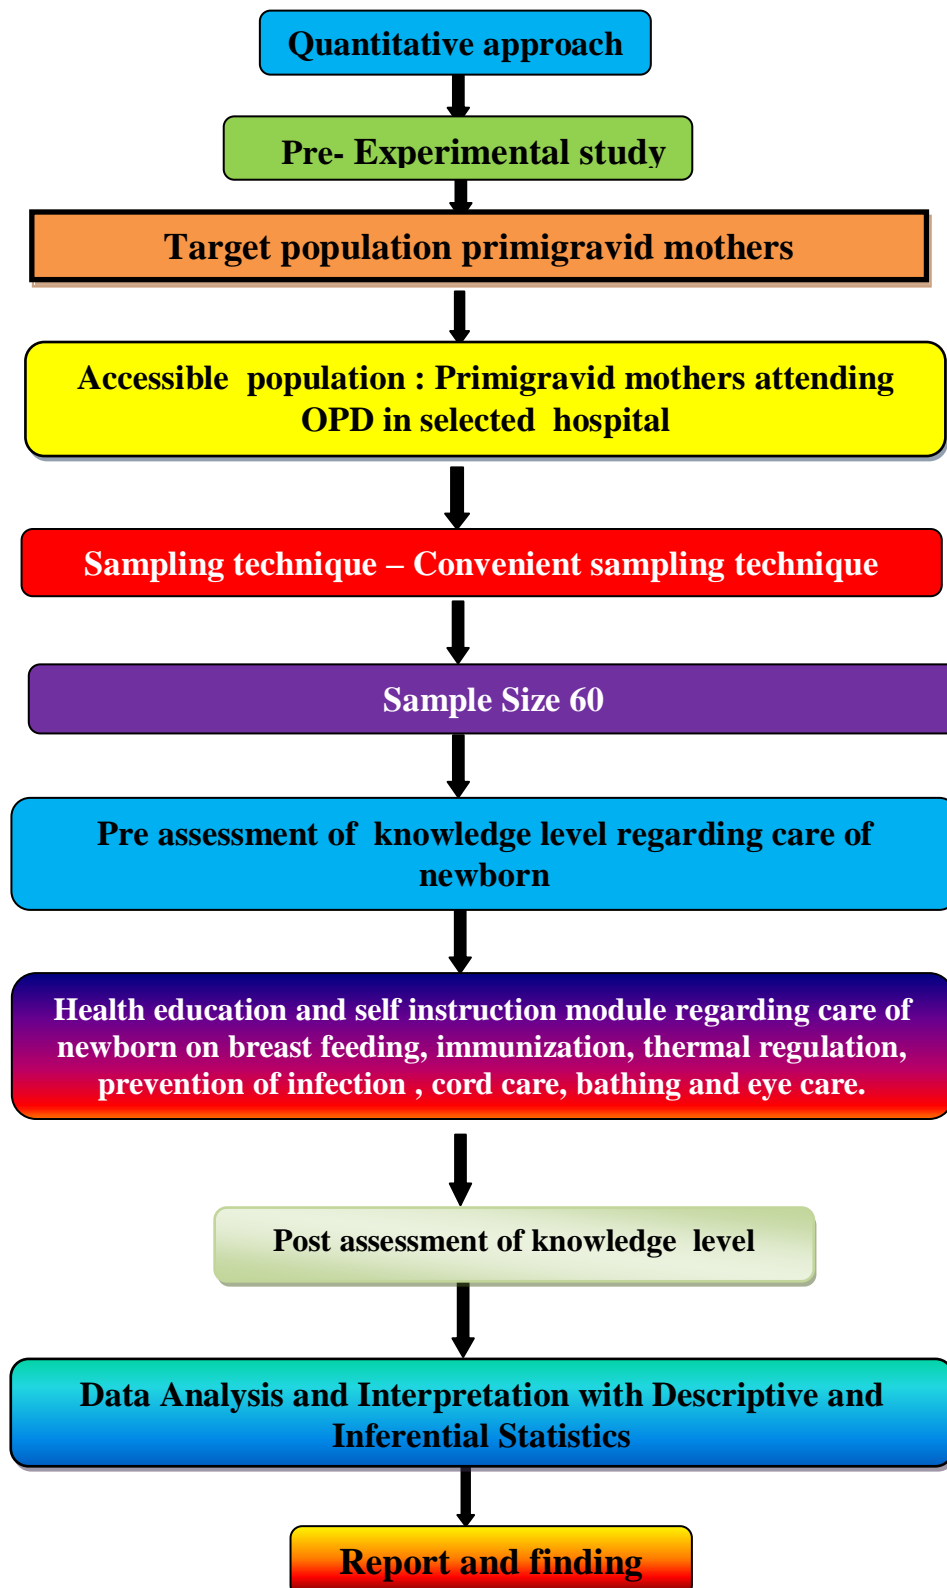 Quantitative approach
Pre- Experimental study
Target population primigravid mothers
Accessible population : Primigravid mothers attending
OPD in selected hospital
Sampling technique – Convenient sampling technique
Sample Size 60
Pre assessment of knowledge level regarding care of
newborn
Health education and self instruction module regarding care of
newborn on breast feeding, immunization, thermal regulation,
prevention of infection , cord care, bathing and eye care.
Post assessment of knowledge level
Data Analysis and Interpretation with Descriptive and
Inferential Statistics
Report and finding